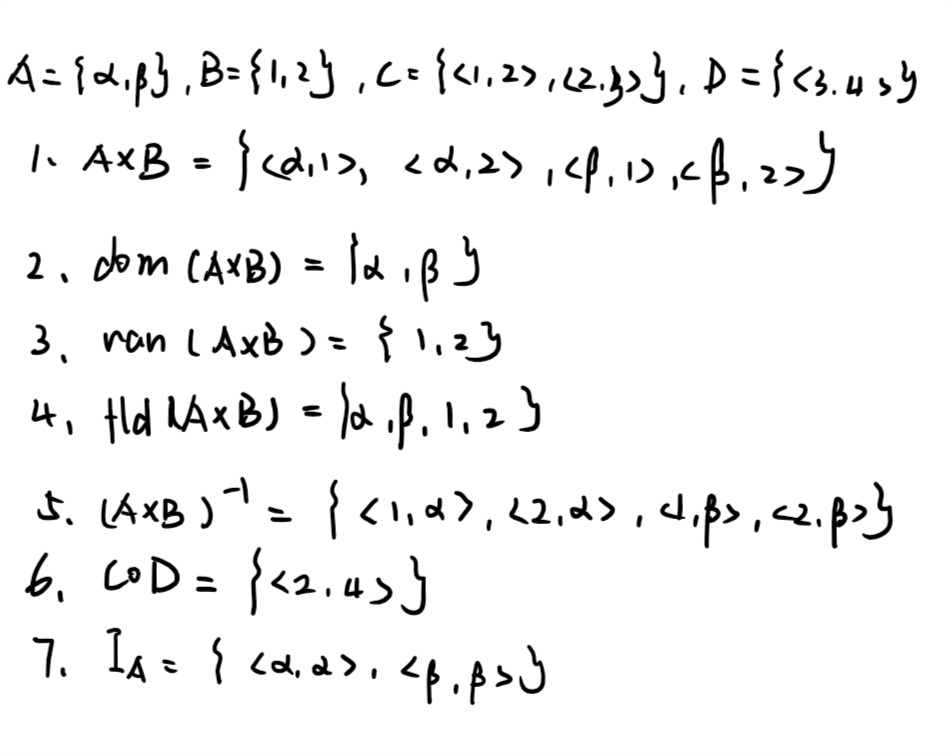 A={α,β}, B={1,2}, C={<1,2>,<2,3>}, D={<3.4>}
1. A×B = {<α,1>, <α,2>,<β,1>,<β,2>}
2. dom (A×B) = {α,β}
3. ran (A×B) = {1,2}
4. fld (A×B) = {α,β,1,2}
5. (A×B)⁻¹ = {<1,α>,<2,α>,<1,β>,<2,β>}
6. C∘D = {<2.4>}
7. I_A = {<α,α>,<β,β>}